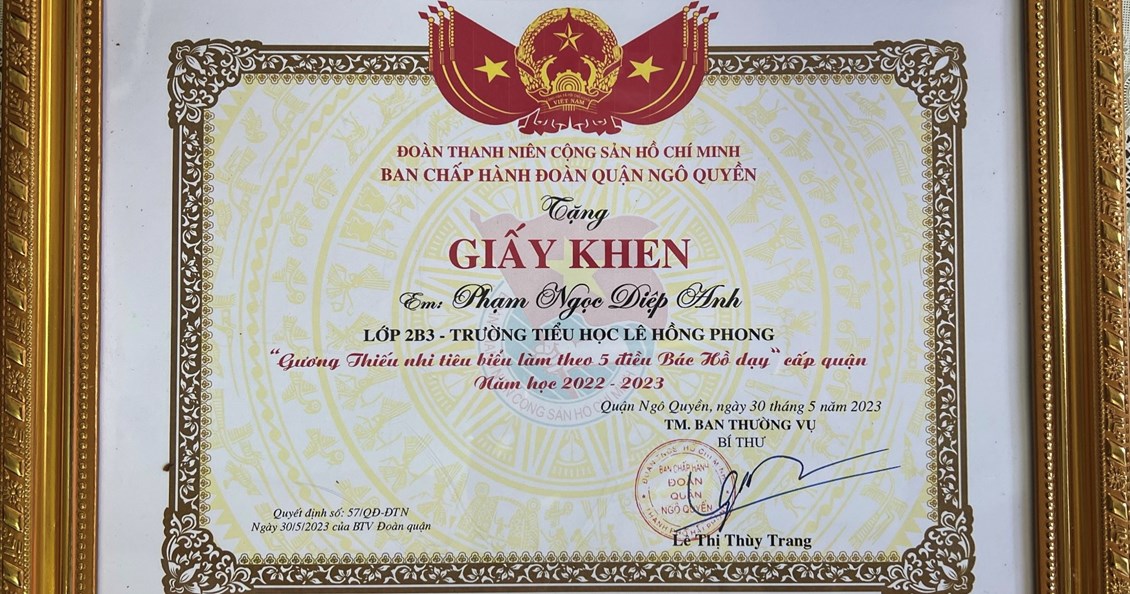 VIỆT NAM
ĐOÀN THANH NIÊN CỘNG SẢN HỒ CHÍ MINH
BAN CHẤP HÀNH ĐOÀN QUẬN NGÔ QUYỀN
Tặng
GIẤY KHEN
Em: Phạm Ngọc Diệp Anh
LỚP 2B3 - TRƯỜNG TIỂU HỌC LÊ HỒNG PHONG
“Gương Thiếu nhi tiêu biểu làm theo 5 điều Bác Hồ dạy“ cấp quận
Năm học 2022 - 2023
CỘNG SẢN HỒ CHÍ
Quận Ngô Quyền, ngày 30 tháng 5 năm 2023
TM. BAN THƯỜNG VỤ
BÍ THƯ
BAN CHẤP HÀNH
ĐOÀN
QUẬN
NGÔ QUYỀN
Quyết định số: 57/QĐ-ĐTN
Ngày 30/5/2023 của BTV Đoàn quận
Lê Thị Thùy Trang